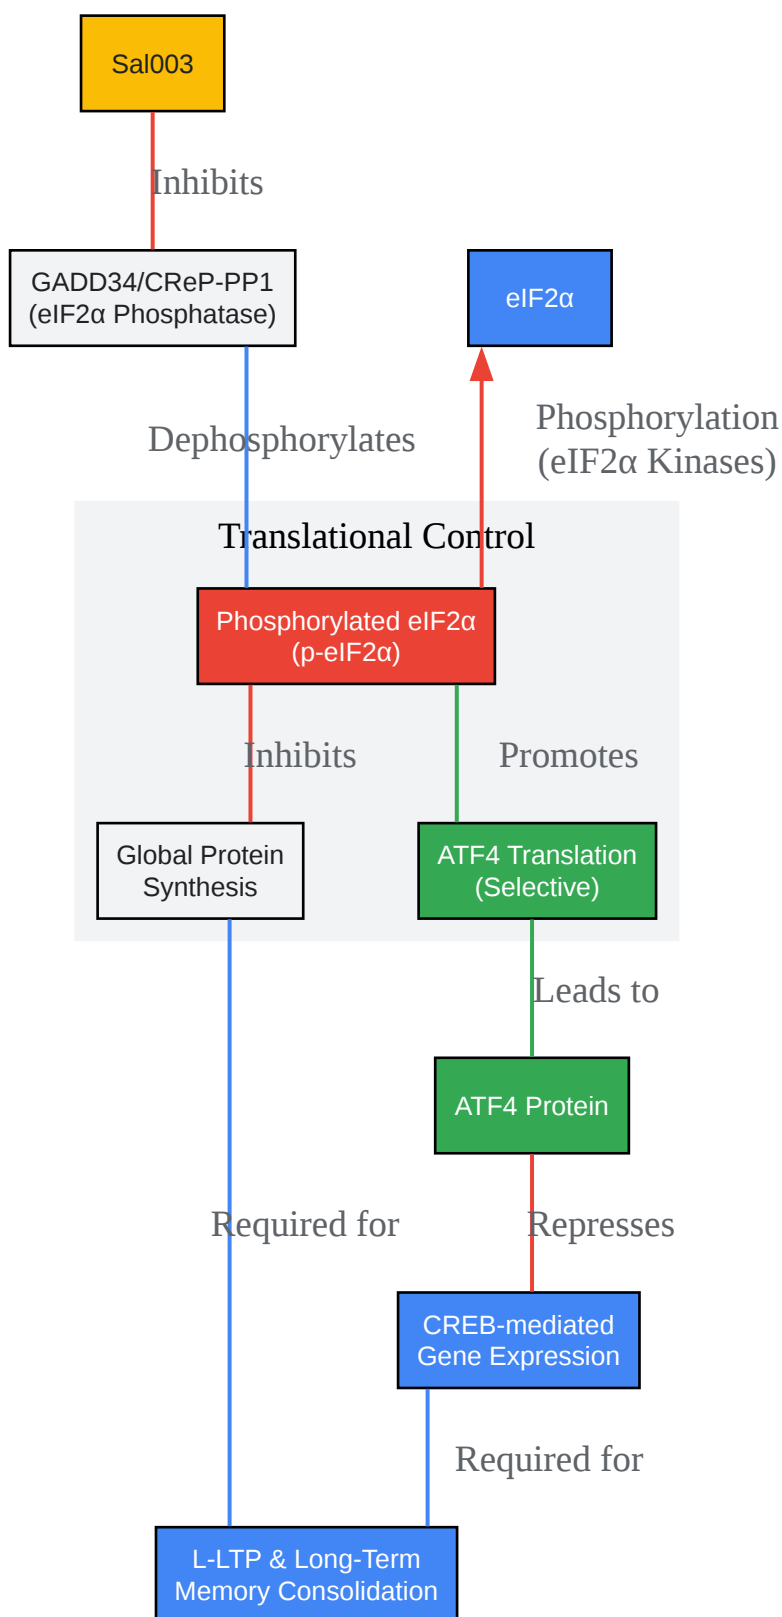 Sal003
Inhibits
GADD34/CReP-PP1
(eIF2α Phosphatase)
eIF2α
Dephosphorylates
Phosphorylation
(eIF2α Kinases)
Translational Control
Phosphorylated eIF2α
(p-eIF2α)
Inhibits
Promotes
Global Protein
Synthesis
ATF4 Translation
(Selective)
Leads to
ATF4 Protein
Required for
Represses
CREB-mediated
Gene Expression
Required for
L-LTP & Long-Term
Memory Consolidation